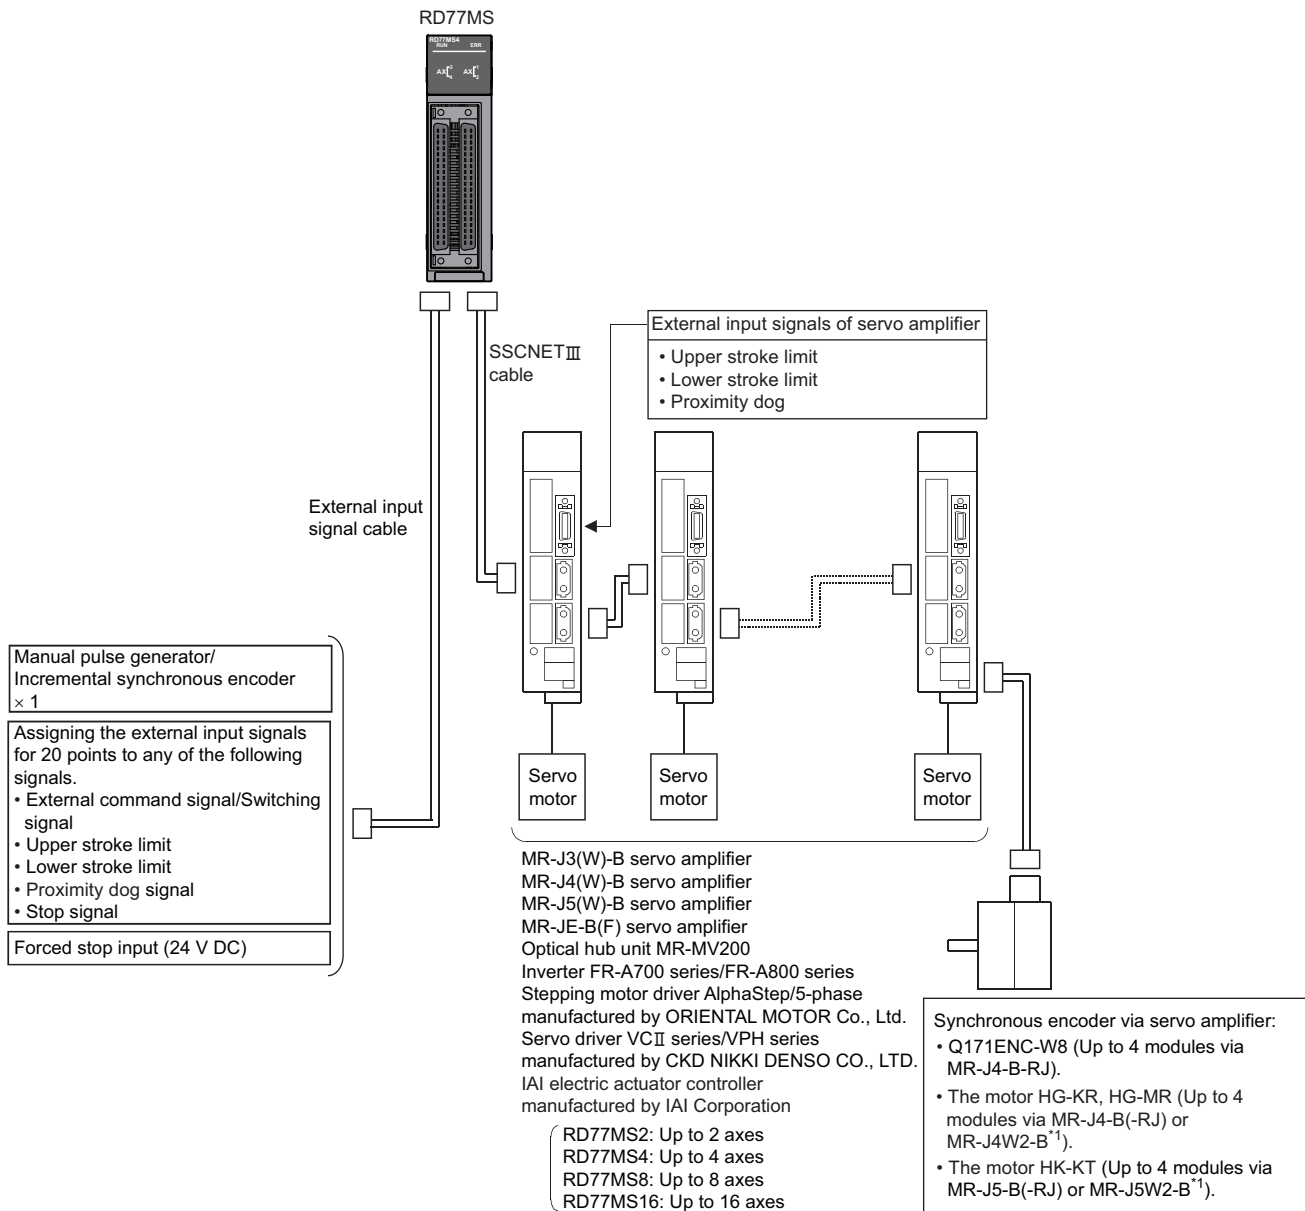 RD77MS
RD77MS4
RUN ERR
AX 3 4 AX 1 2
SSCNETⅢ
cable
External input signals of servo amplifier
• Upper stroke limit
• Lower stroke limit
• Proximity dog
External input
signal cable
Manual pulse generator/
Incremental synchronous encoder
× 1
Assigning the external input signals
for 20 points to any of the following
signals.
• External command signal/Switching
signal
• Upper stroke limit
• Lower stroke limit
• Proximity dog signal
• Stop signal
Forced stop input (24 V DC)
Servo
motor
Servo
motor
Servo
motor
MR-J3(W)-B servo amplifier
MR-J4(W)-B servo amplifier
MR-J5(W)-B servo amplifier
MR-JE-B(F) servo amplifier
Optical hub unit MR-MV200
Inverter FR-A700 series/FR-A800 series
Stepping motor driver AlphaStep/5-phase
manufactured by ORIENTAL MOTOR Co., Ltd.
Servo driver VCⅡ series/VPH series
manufactured by CKD NIKKI DENSO CO., LTD.
IAI electric actuator controller
manufactured by IAI Corporation
RD77MS2: Up to 2 axes
RD77MS4: Up to 4 axes
RD77MS8: Up to 8 axes
RD77MS16: Up to 16 axes
Synchronous encoder via servo amplifier:
• Q171ENC-W8 (Up to 4 modules via
MR-J4-B-RJ).
• The motor HG-KR, HG-MR (Up to 4
modules via MR-J4-B(-RJ) or
MR-J4W2-B*1).
• The motor HK-KT (Up to 4 modules via
MR-J5-B(-RJ) or MR-J5W2-B*1).